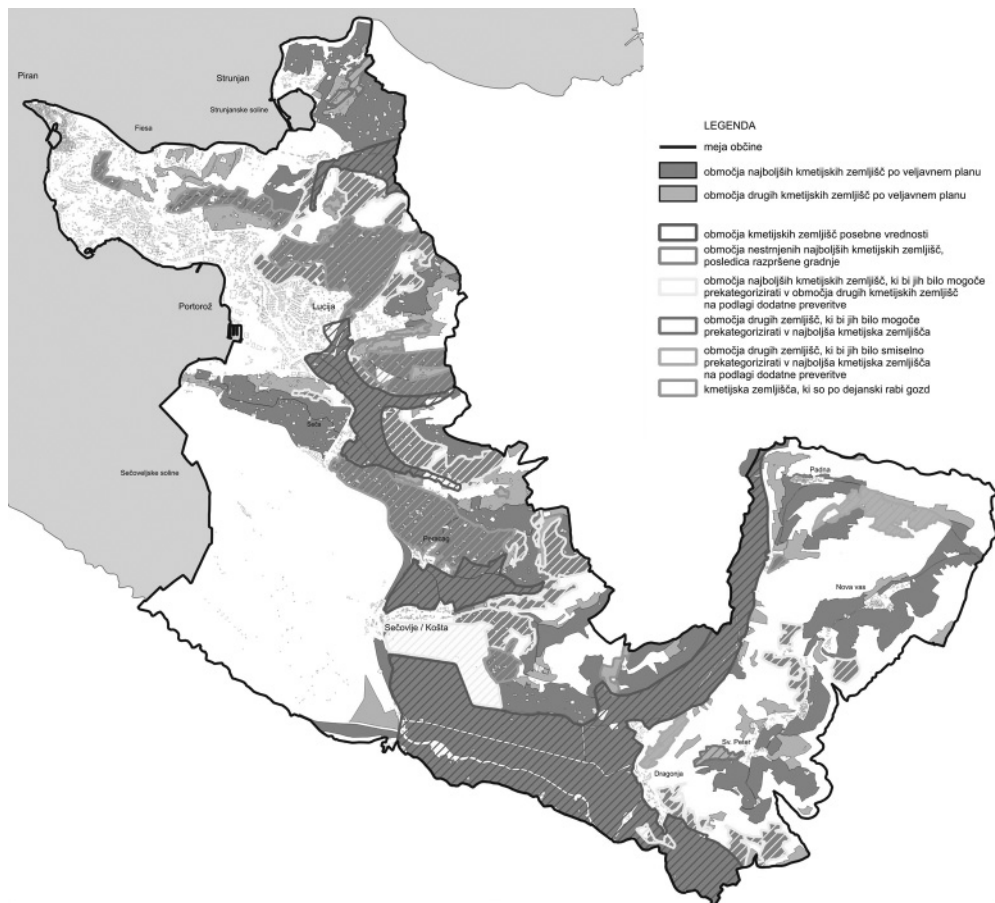 Piran
Strunjan
Strunjanske soline
Fiesa
Portorož
Lucija
Seča
Sečoveljske soline
Parecag
Sečovlje / Košta
Padna
Nova vas
Sv. Peter
Dragonja
LEGENDA
meja občine
območja najboljših kmetijskih zemljišč po veljavnem planu
območja drugih kmetijskih zemljišč po veljavnem planu
območja kmetijskih zemljišč posebne vrednosti
območja nestrnjenih najboljših kmetijskih zemljišč,
posledica razpršene gradnje
območja najboljših kmetijskih zemljišč, ki bi jih bilo mogoče
prekategorizirati v območja drugih kmetijskih zemljišč
na podlagi dodatne preveritve
območja drugih zemljišč, ki bi jih bilo mogoče
prekategorizirati v najboljša kmetijska zemljišča
območja drugih zemljišč, ki bi jih bilo smiselno
prekategorizirati v najboljša kmetijska zemljišča
na podlagi dodatne preveritve
kmetijska zemljišča, ki so po dejanski rabi gozd